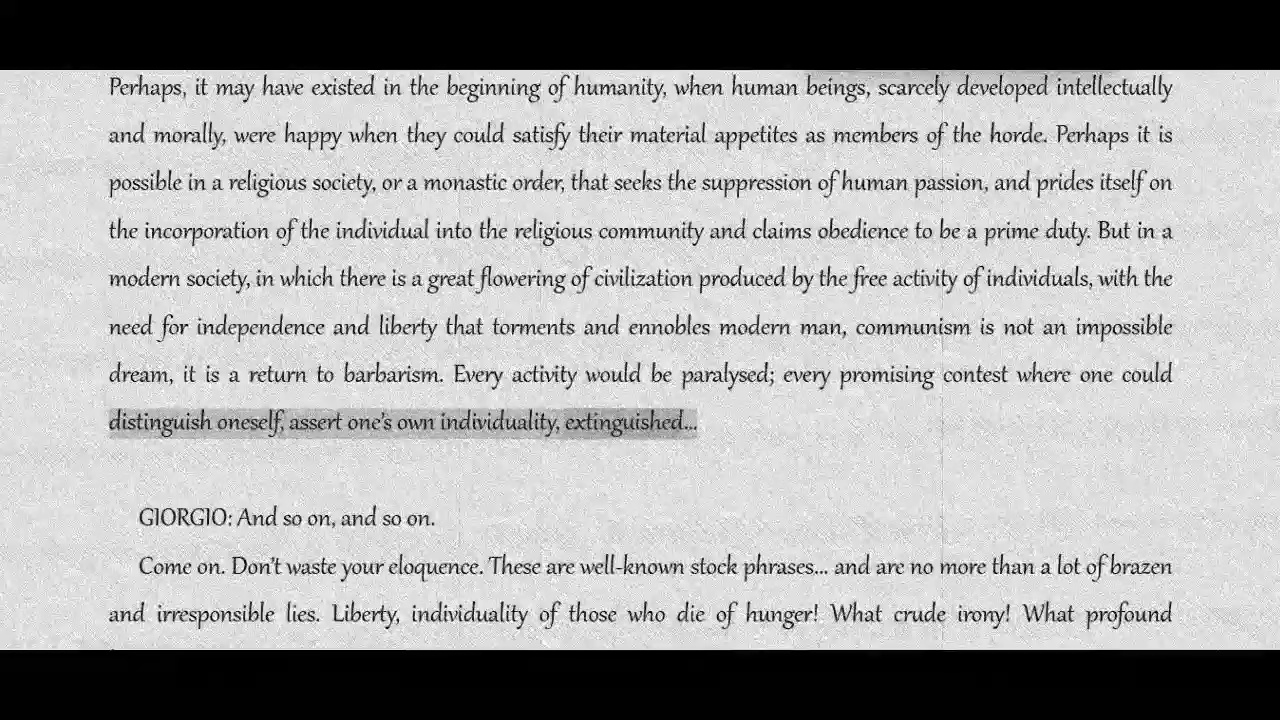 Perhaps, it may have existed in the beginning of humanity, when human beings, scarcely developed intellectually
and morally, were happy when they could satisfy their material appetites as members of the horde. Perhaps it is
possible in a religious society, or a monastic order, that seeks the suppression of human passion, and prides itself on
the incorporation of the individual into the religious community and claims obedience to be a prime duty. But in a
modern society, in which there is a great flowering of civilization produced by the free activity of individuals, with the
need for independence and liberty that torments and ennobles modern man, communism is not an impossible
dream, it is a return to barbarism. Every activity would be paralysed; every promising contest where one could
distinguish oneself, assert one's own individuality, extinguished...
GIORGIO: And so on, and so on.
Come on. Don't waste your eloquence. These are well-known stock phrases... and are no more than a lot of brazen
and irresponsible lies. Liberty, individuality of those who die of hunger! What crude irony! What profound